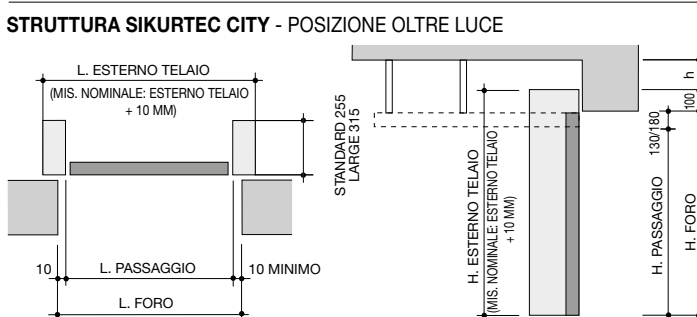 STRUTTURA SIKURTEC CITY - POSIZIONE OLTRE LUCE
L. ESTERNO TELAIO
(MIS. NOMINALE: ESTERNO TELAIO
+ 10 MM)
STANDARD 255
LARGE 315
10
L. PASSAGGIO
10 MINIMO
L. FORO
H. ESTERNO TELAIO
(MIS. NOMINALE: ESTERNO TELAIO
+ 10 MM)
h
100
130/180
H. PASSAGGIO
H. FORO